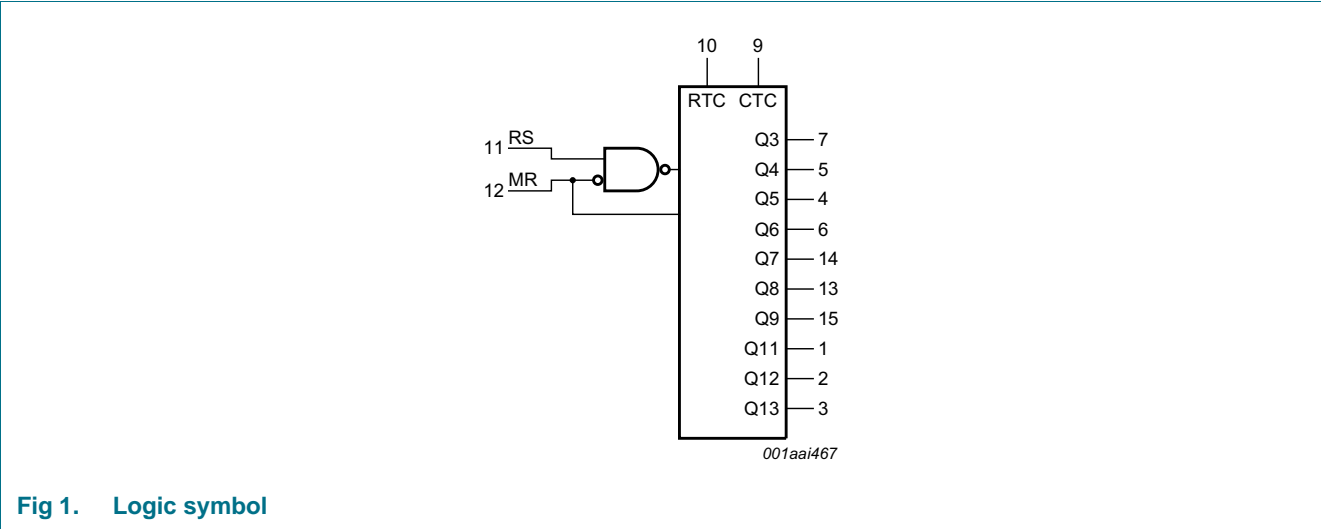 10 9
RTC CTC
Q3 7
11 RS
Q4 5
12 MR
Q5 4
Q6 6
Q7 14
Q8 13
Q9 15
Q11 1
Q12 2
Q13 3
001aai467
Fig 1. Logic symbol